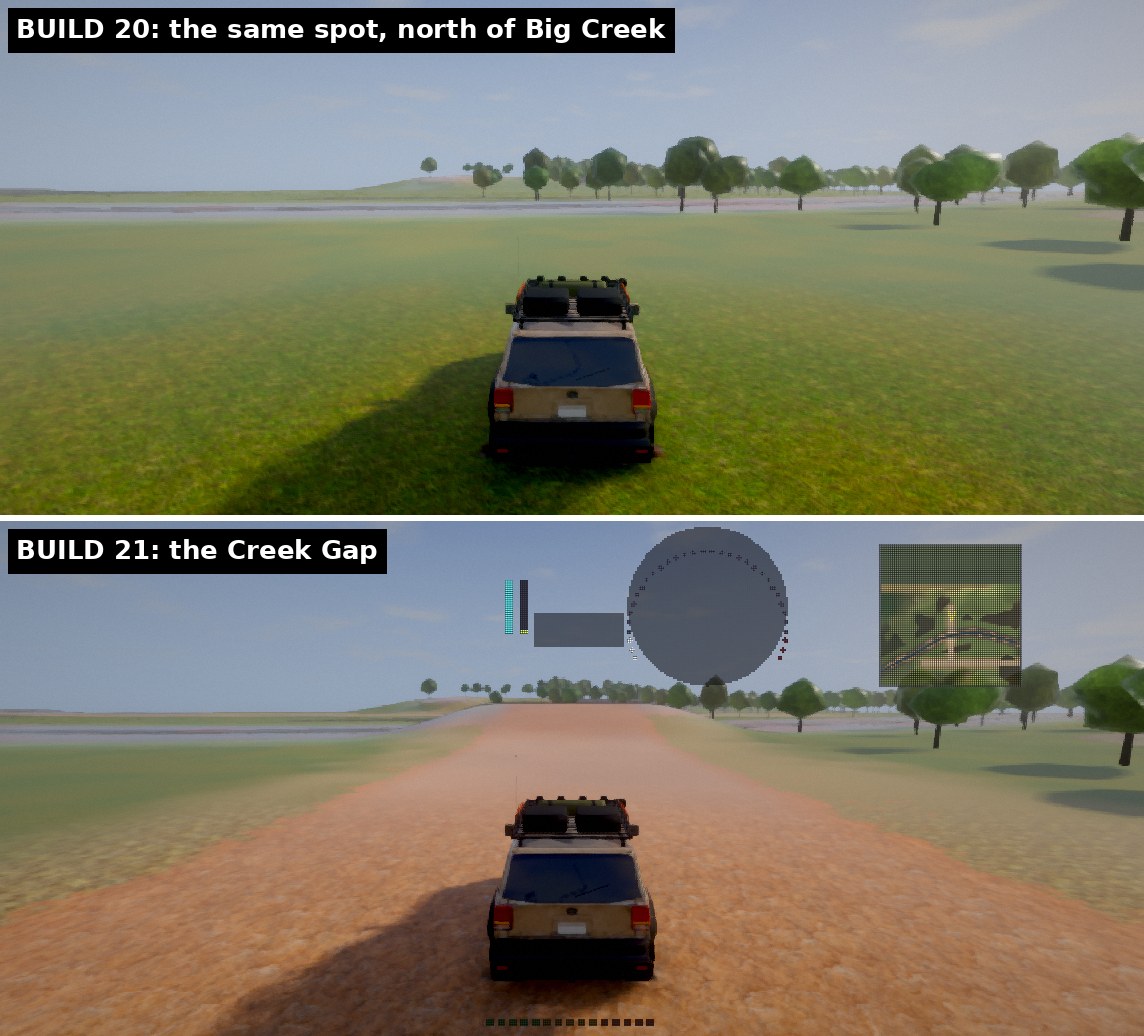 BUILD 20: the same spot, north of Big Creek
BUILD 21: the Creek Gap